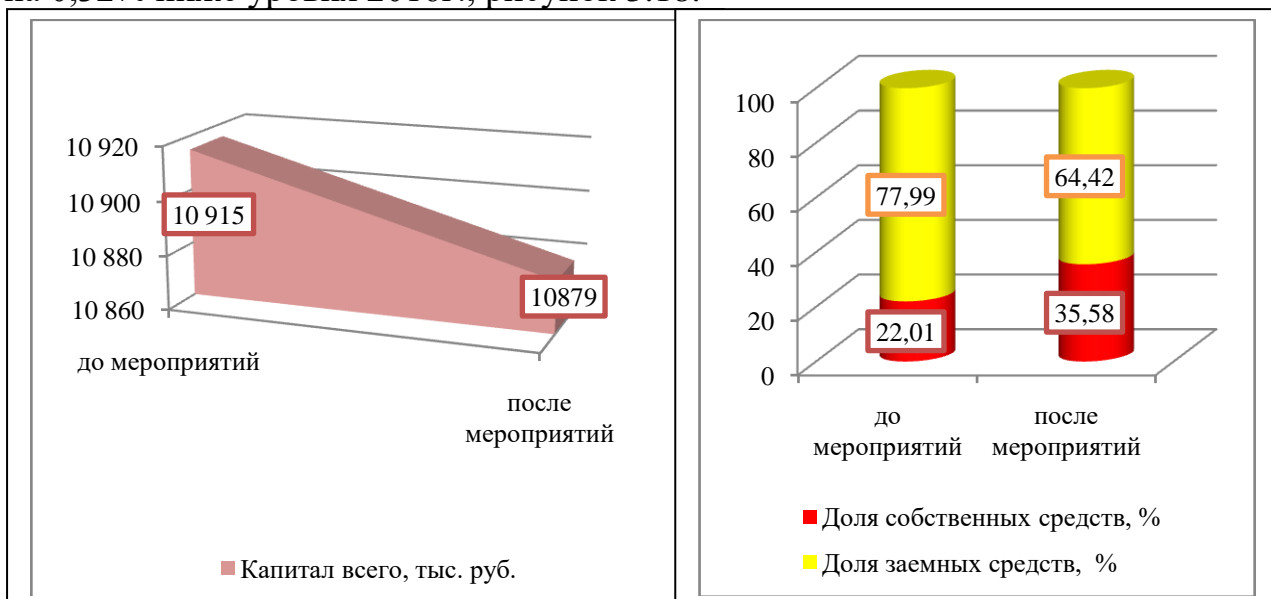 10 920
10 900
10 880
10 860
10 915
10879
до мероприятий
после
мероприятий
Капитал всего, тыс. руб.
100
80
60
40
20
0
77,99
64,42
22,01
35,58
до
мероприятий
после
мероприятий
Доля собственных средств, %
Доля заемных средств, %